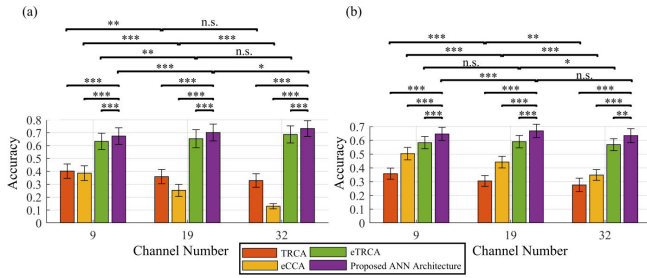 (a)
** n.s.
*** ***
** n.s.
*** *
*** *** ***
*** *** ***
*** *** ***
0.8
0.7
0.6
0.5
0.4
0.3
0.2
0.1
0
Accuracy
9 19 32
Channel Number
(b)
*** **
*** ***
n.s. *
*** n.s.
*** *** ***
*** *** ***
*** *** **
0.8
0.7
0.6
0.5
0.4
0.3
0.2
0.1
0
Accuracy
9 19 32
Channel Number
TRCA eTRCA
eCCA Proposed ANN Architecture